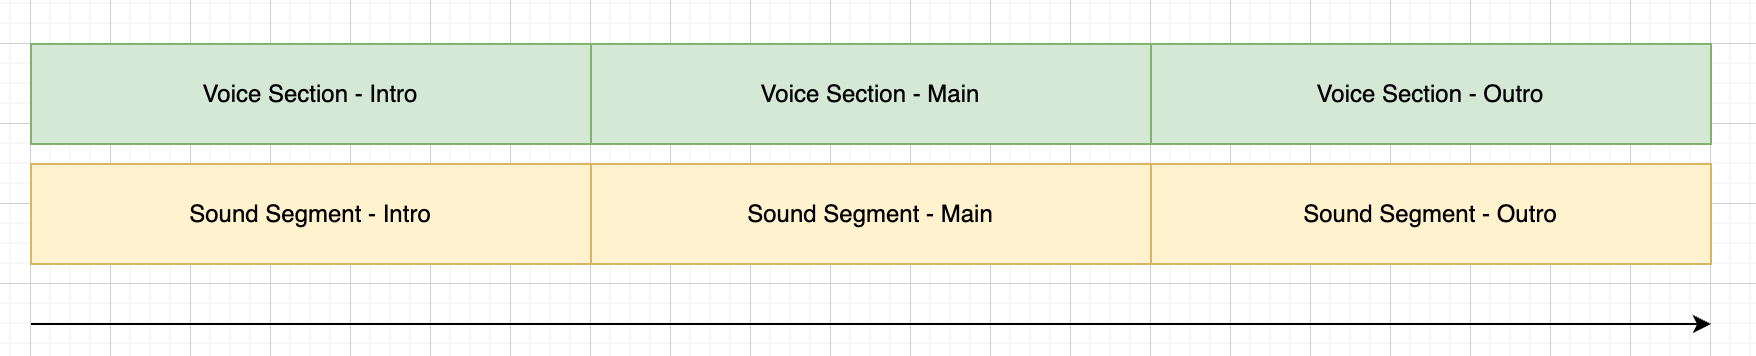 Voice Section - Intro
Voice Section - Main
Voice Section - Outro
Sound Segment - Intro
Sound Segment - Main
Sound Segment - Outro